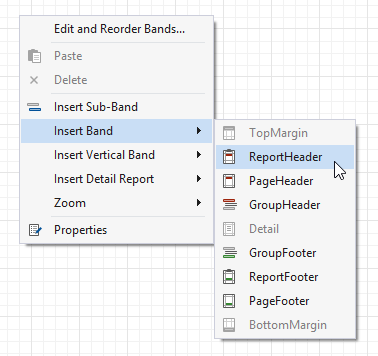 Edit and Reorder Bands...
Paste
Delete
Insert Sub-Band
Insert Band
Insert Vertical Band
Insert Detail Report
Zoom
Properties
TopMargin
ReportHeader
PageHeader
GroupHeader
Detail
GroupFooter
ReportFooter
PageFooter
BottomMargin